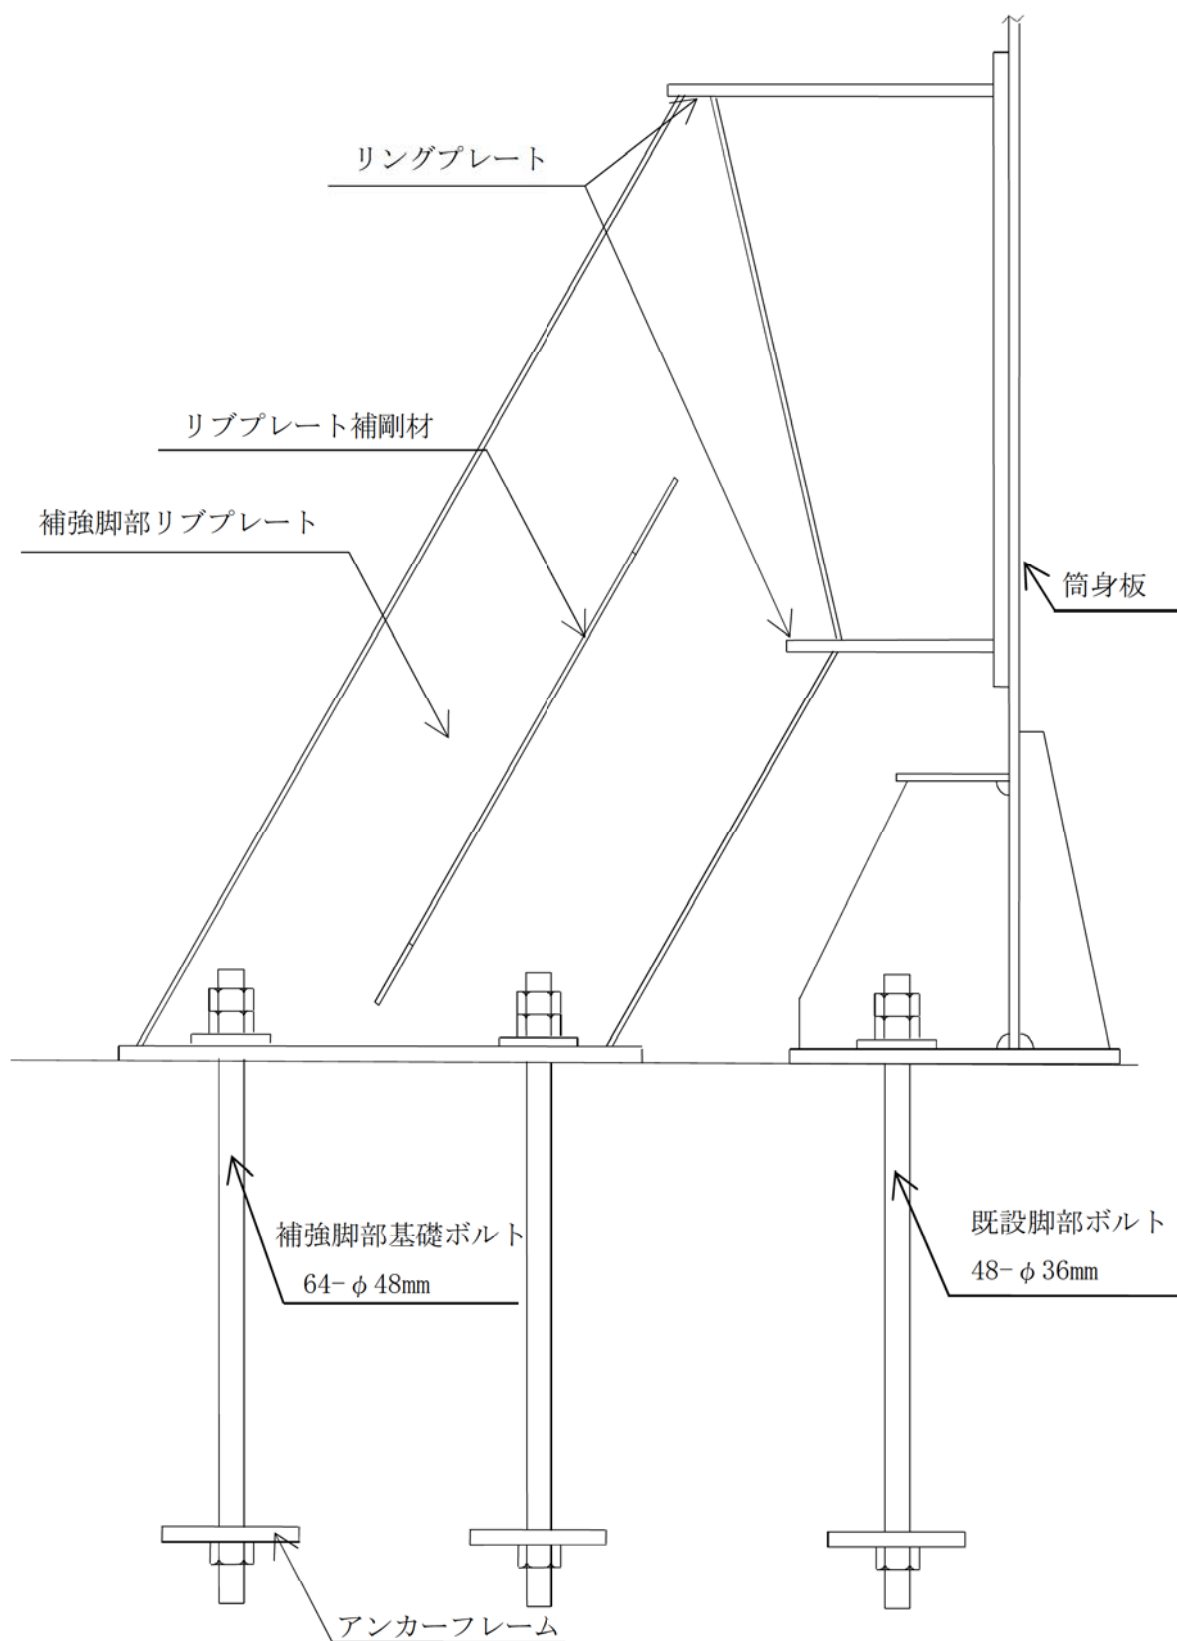 リングプレート
リブプレート補剛材
補強脚部リブプレート
筒身板
補強脚部基礎ボルト
64-φ48mm
既設脚部ボルト
48-φ36mm
アンカーフレーム